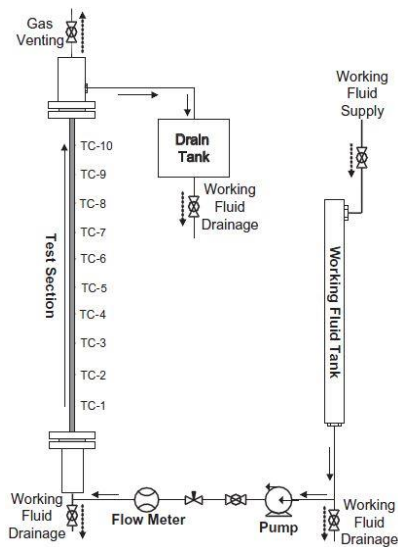 Gas
Venting
Working
Fluid
Supply
Drain
Tank
TC-10
TC-9
TC-8
TC-7
TC-6
TC-5
TC-4
TC-3
TC-2
TC-1
Test Section
Working
Fluid
Drainage
Working Fluid Tank
Working
Fluid
Drainage
Flow Meter
Pump
Working
Fluid
Drainage